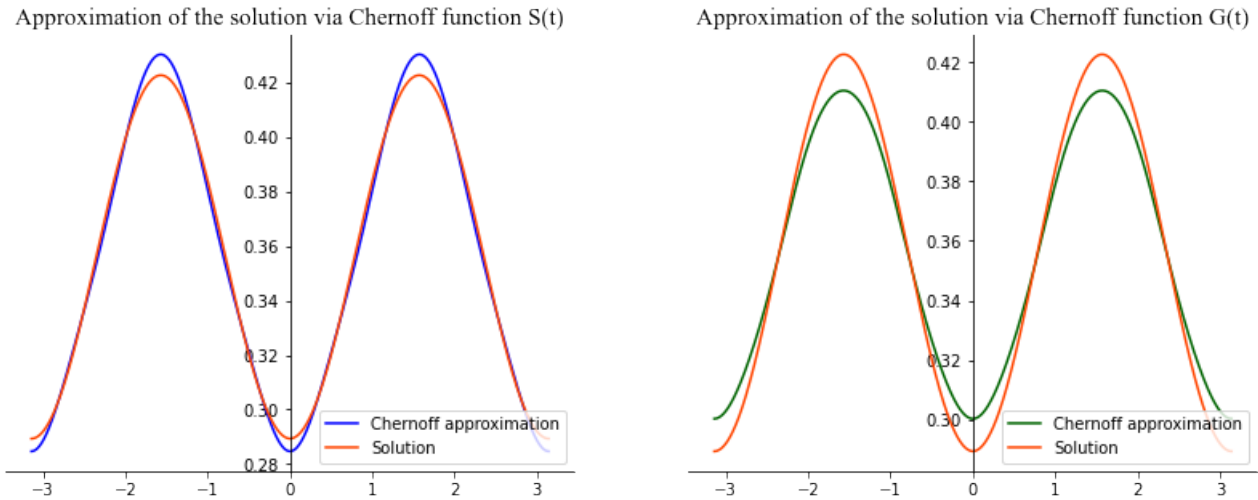 Approximation of the solution via Chernoff function S(t)
0.42
0.40
0.38
0.36
0.34
0.32
0.30
0.28
−3 −2 −1 0 1 2 3
Chernoff approximation
Solution
Approximation of the solution via Chernoff function G(t)
0.42
0.40
0.38
0.36
0.34
0.32
0.30
−3 −2 −1 0 1 2 3
Chernoff approximation
Solution